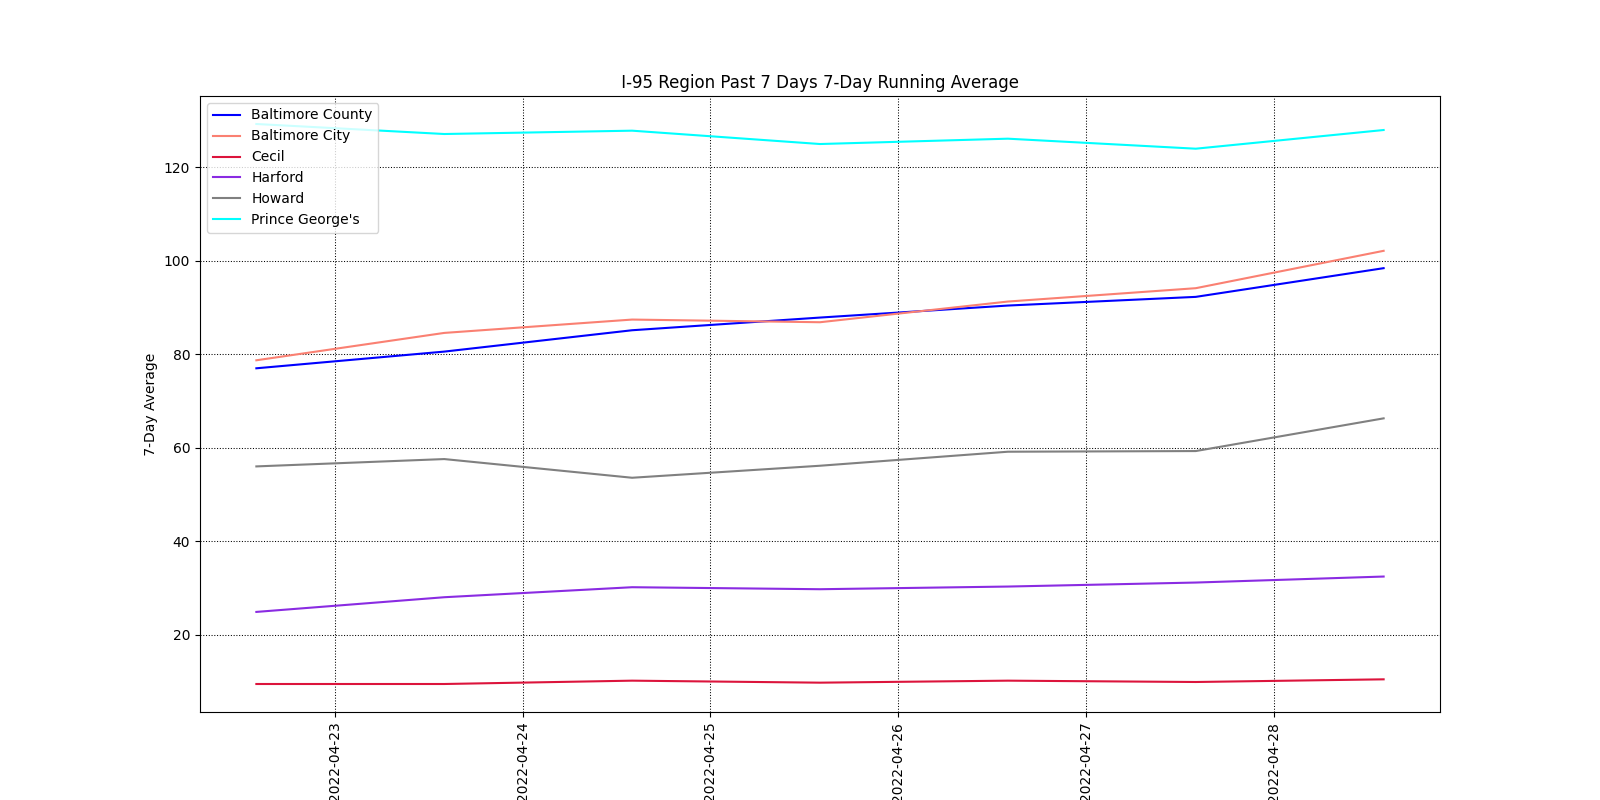 I-95 Region Past 7 Days 7-Day Running Average
Baltimore County
Baltimore City
Cecil
Harford
Howard
Prince George's
120
100
80
60
40
20
7-Day Average
2022-04-23
2022-04-24
2022-04-25
2022-04-26
2022-04-27
2022-04-28